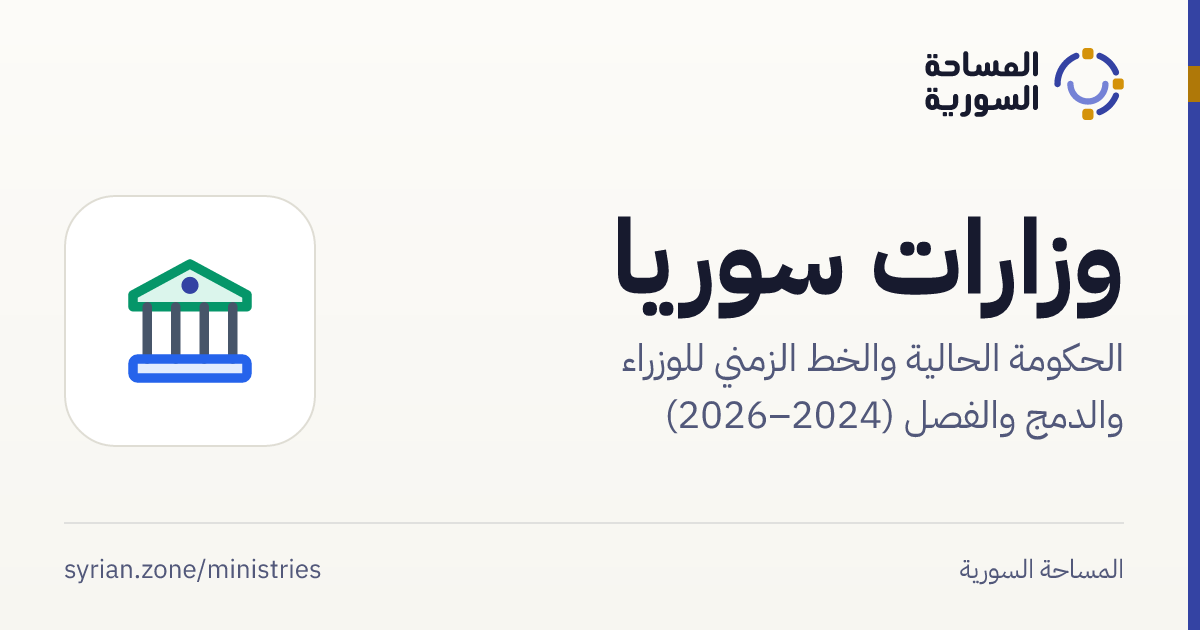 المساحة
السورية
وزارات سوريا
الحكومة الحالية والخط الزمني للوزراء
والدمج والفصل (2024–2026)
المساحة السورية
syrian.zone/ministries